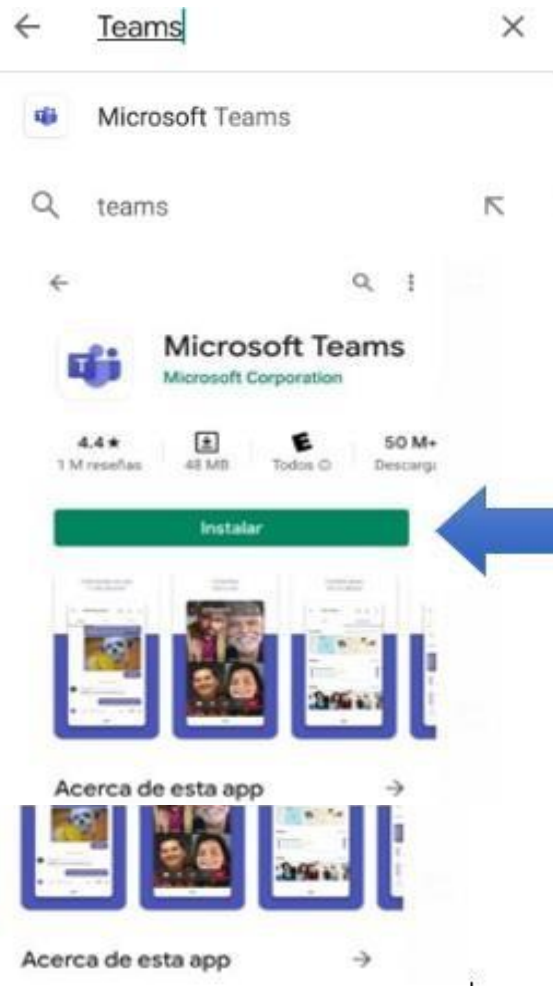 Teams
Microsoft Teams
teams
Microsoft Teams
Microsoft Corporation
4.4★ 50 M+
1 M reseñas 48 MB Todos Descarga
Instalar
Acerca de esta app
Acerca de esta app